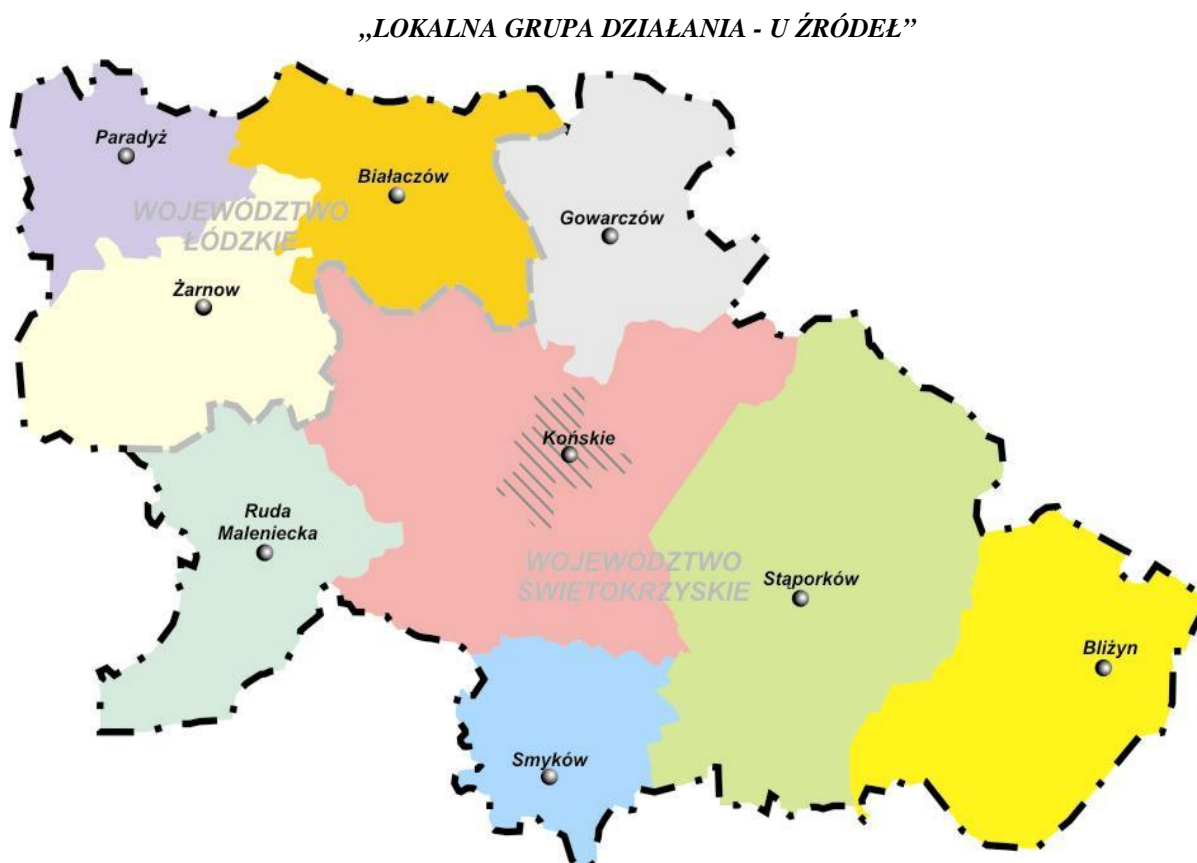 „LOKALNA GRUPA DZIAŁANIA - U ŹRÓDEŁ”
Paradyż
Białaczów
WOJEWÓDZTWO
ŁÓDZKIE
Gowarczów
Żarnow
Końskie
Ruda
Maleniecka
WOJEWÓDZTWO
ŚWIĘTOKRZYSKIE
Stąporków
Bliżyn
Smyków